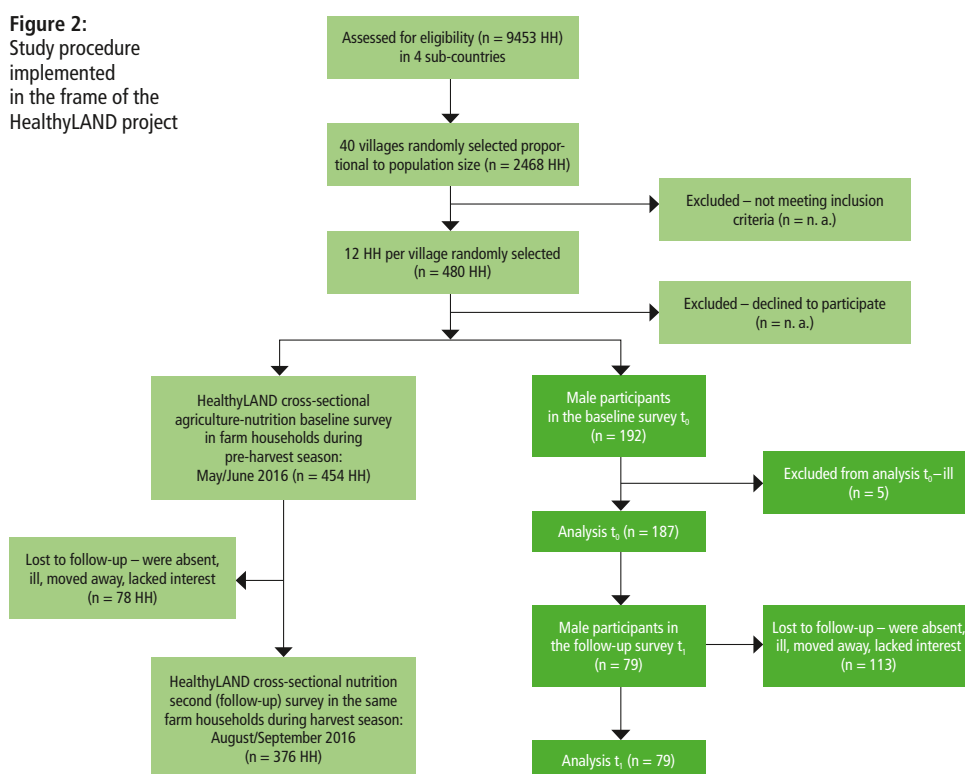 Figure 2:
Study procedure
implemented
in the frame of the
HealthyLAND project
Assessed for eligibility (n = 9453 HH)
in 4 sub-countries
40 villages randomly selected propor-
tional to population size (n = 2468 HH)
Excluded – not meeting inclusion
criteria (n = n. a.)
12 HH per village randomly selected
(n = 480 HH)
Excluded – declined to participate
(n = n. a.)
HealthyLAND cross-sectional
agriculture-nutrition baseline survey
in farm households during
pre-harvest season:
May/June 2016 (n = 454 HH)
Male participants
in the baseline survey t₀
(n = 192)
Excluded from analysis t₀–ill
(n = 5)
Analysis t₀ (n = 187)
Lost to follow-up – were absent,
ill, moved away, lacked interest
(n = 78 HH)
Male participants in
the follow-up survey t₁
(n = 79)
Lost to follow-up – were absent,
ill, moved away, lacked interest
(n = 113)
HealthyLAND cross-sectional nutrition
second (follow-up) survey in the same
farm households during harvest season:
August/September 2016
(n = 376 HH)
Analysis t₁ (n = 79)